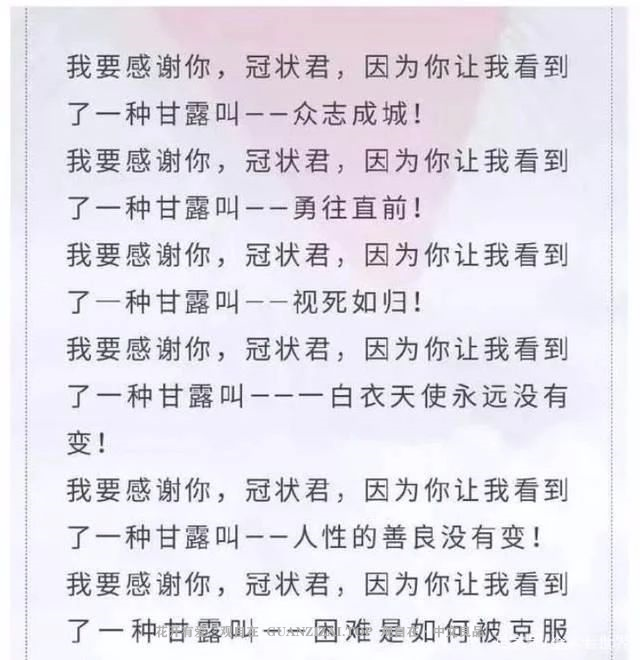 我要感谢你，冠状君，因为你让我看到
了一种甘露叫——众志成城！
我要感谢你，冠状君，因为你让我看到
了一种甘露叫——勇往直前！
我要感谢你，冠状君，因为你让我看到
了一种甘露叫——视死如归！
我要感谢你，冠状君，因为你让我看到
了一种甘露叫——一白衣天使永远没有
变！
我要感谢你，冠状君，因为你让我看到
了一种甘露叫——人性的善良没有变！
我要感谢你，冠状君，因为你让我看到
了一种甘露叫——困难是如何被克服